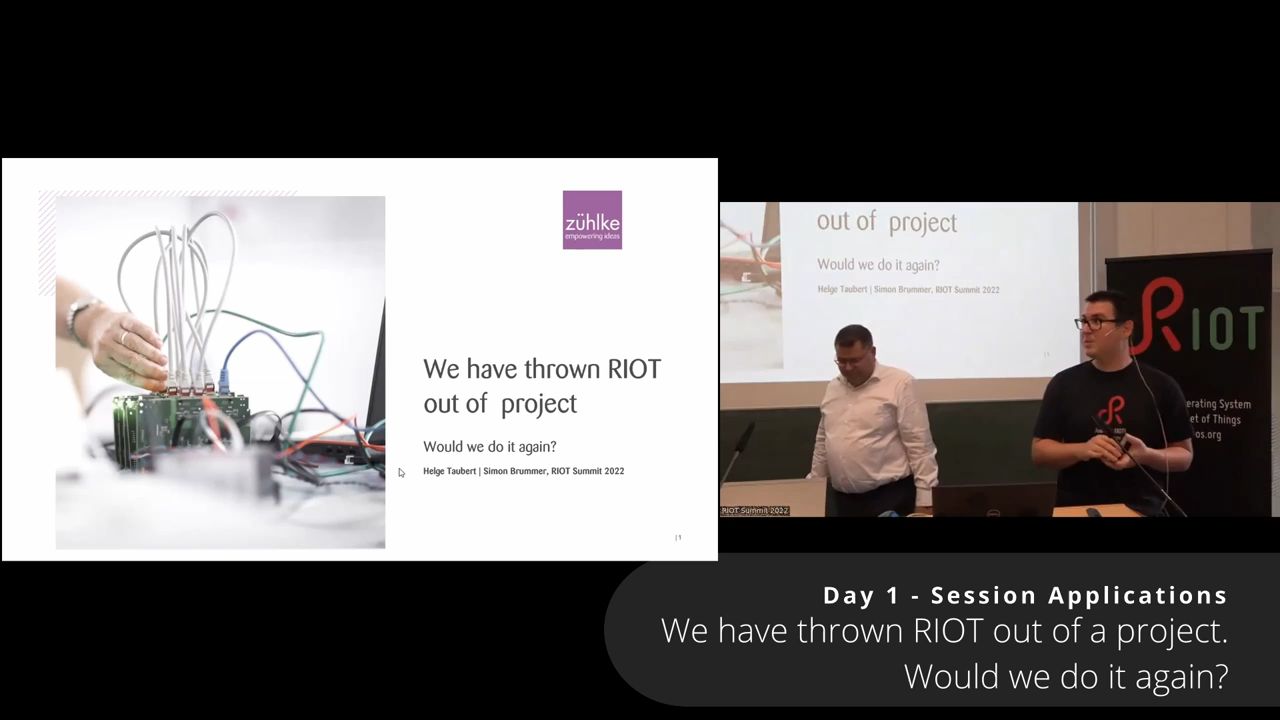 zühlke
empowering ideas
We have thrown RIOT
out of project
Would we do it again?
Helge Taubert | Simon Brummer, RIOT Summit 2022
| 1
out of project
Would we do it again?
Helge Taubert | Simon Brummer, RIOT Summit 2022
RIOT
erating System
et of Things
os.org
RIOT Summit 2022
Day 1 - Session Applications
We have thrown RIOT out of a project.
Would we do it again?